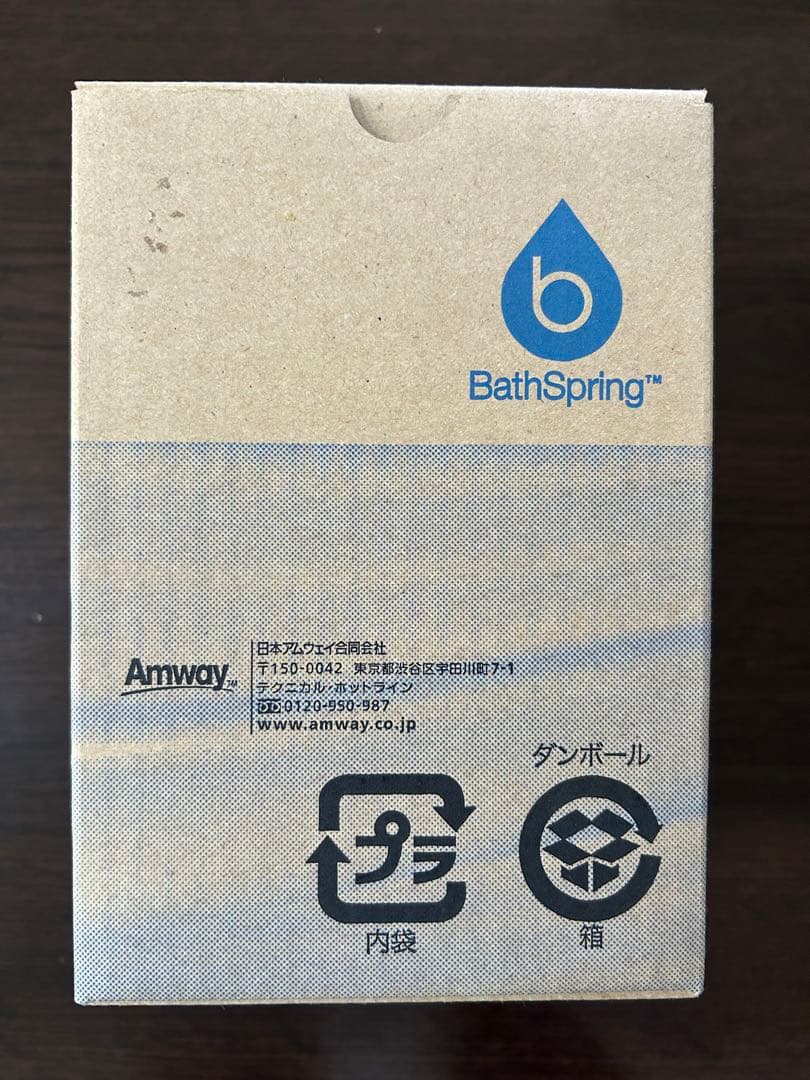 b
BathSpring™
Amway™
日本アムウェイ合同会社
〒150-0042 東京都渋谷区宇田川町7-1
テクニカル・ホットライン
0120-950-987
www.amway.co.jp
ダンボール
プラ
内袋
箱